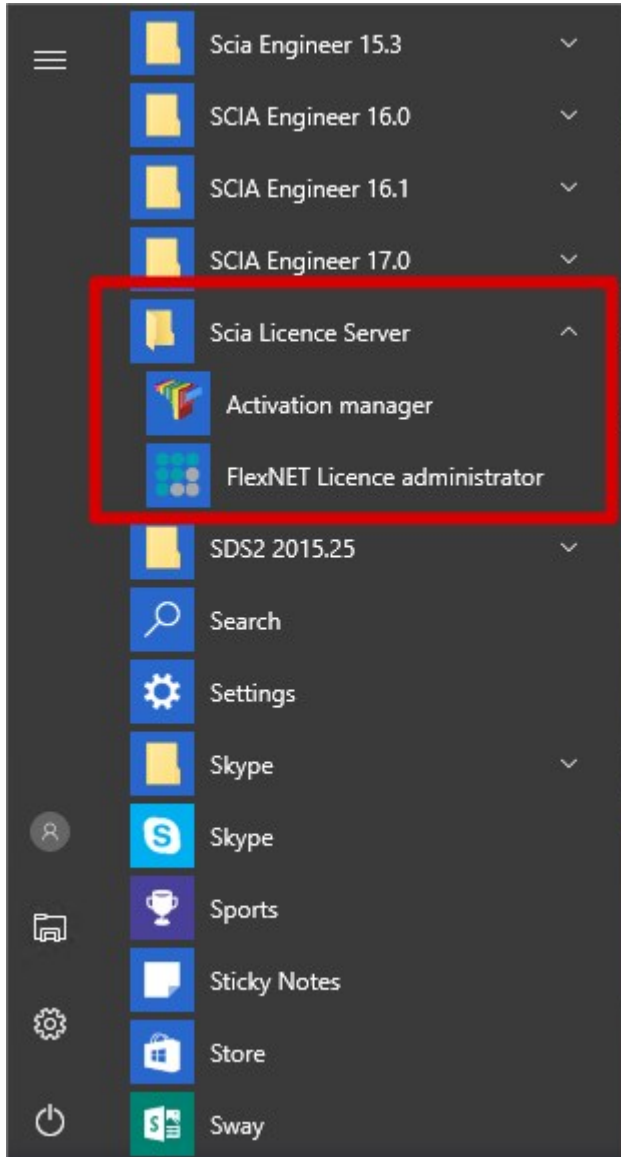 Scia Engineer 15.3
SCIA Engineer 16.0
SCIA Engineer 16.1
SCIA Engineer 17.0
Scia Licence Server
Activation manager
FlexNET Licence administrator
SDS2 2015.25
Search
Settings
Skype
Skype
Sports
Sticky Notes
Store
Sway